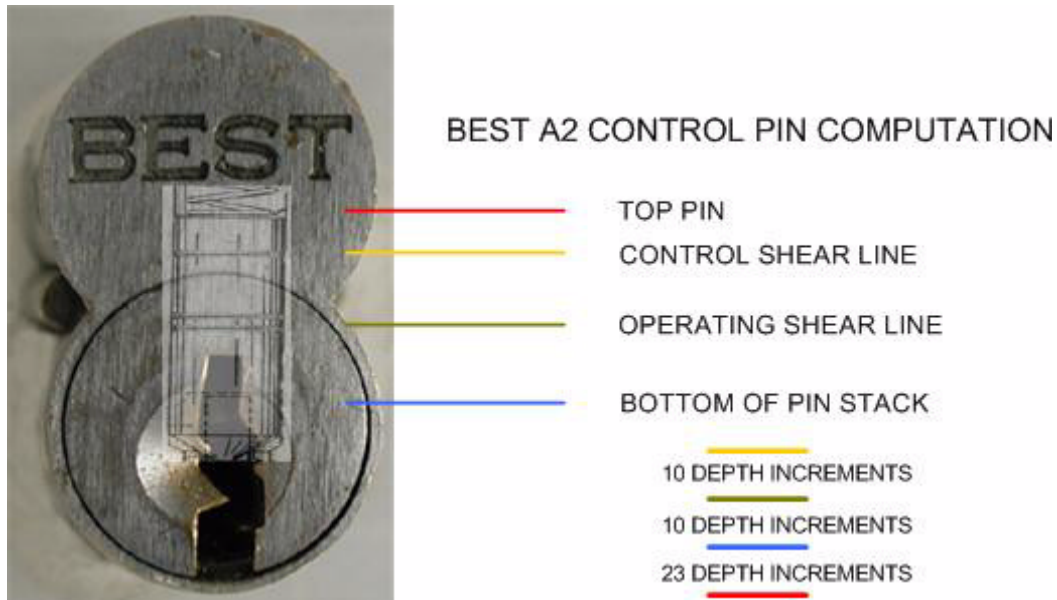 BEST
BEST A2 CONTROL PIN COMPUTATION
TOP PIN
CONTROL SHEAR LINE
OPERATING SHEAR LINE
BOTTOM OF PIN STACK
10 DEPTH INCREMENTS
10 DEPTH INCREMENTS
23 DEPTH INCREMENTS